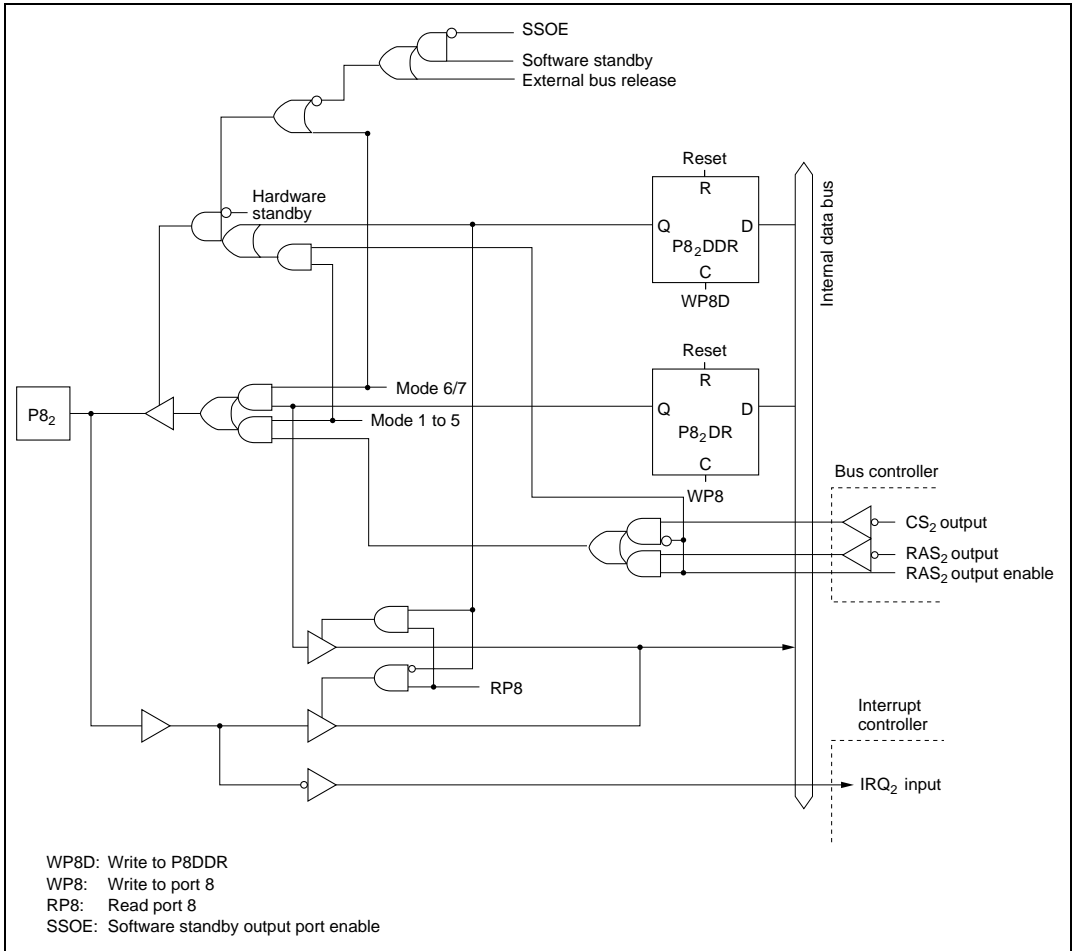 SSOE
Software standby
External bus release
Hardware
standby
Reset
R
Q
D
P8₂DDR
C
WP8D
Internal data bus
Reset
R
Mode 6/7
P8₂
Q
D
Mode 1 to 5
P8₂DR
C
WP8
Bus controller
CS₂ output
RAS₂ output
RAS₂ output enable
RP8
Interrupt
controller
IRQ₂ input
WP8D: Write to P8DDR
WP8: Write to port 8
RP8: Read port 8
SSOE: Software standby output port enable